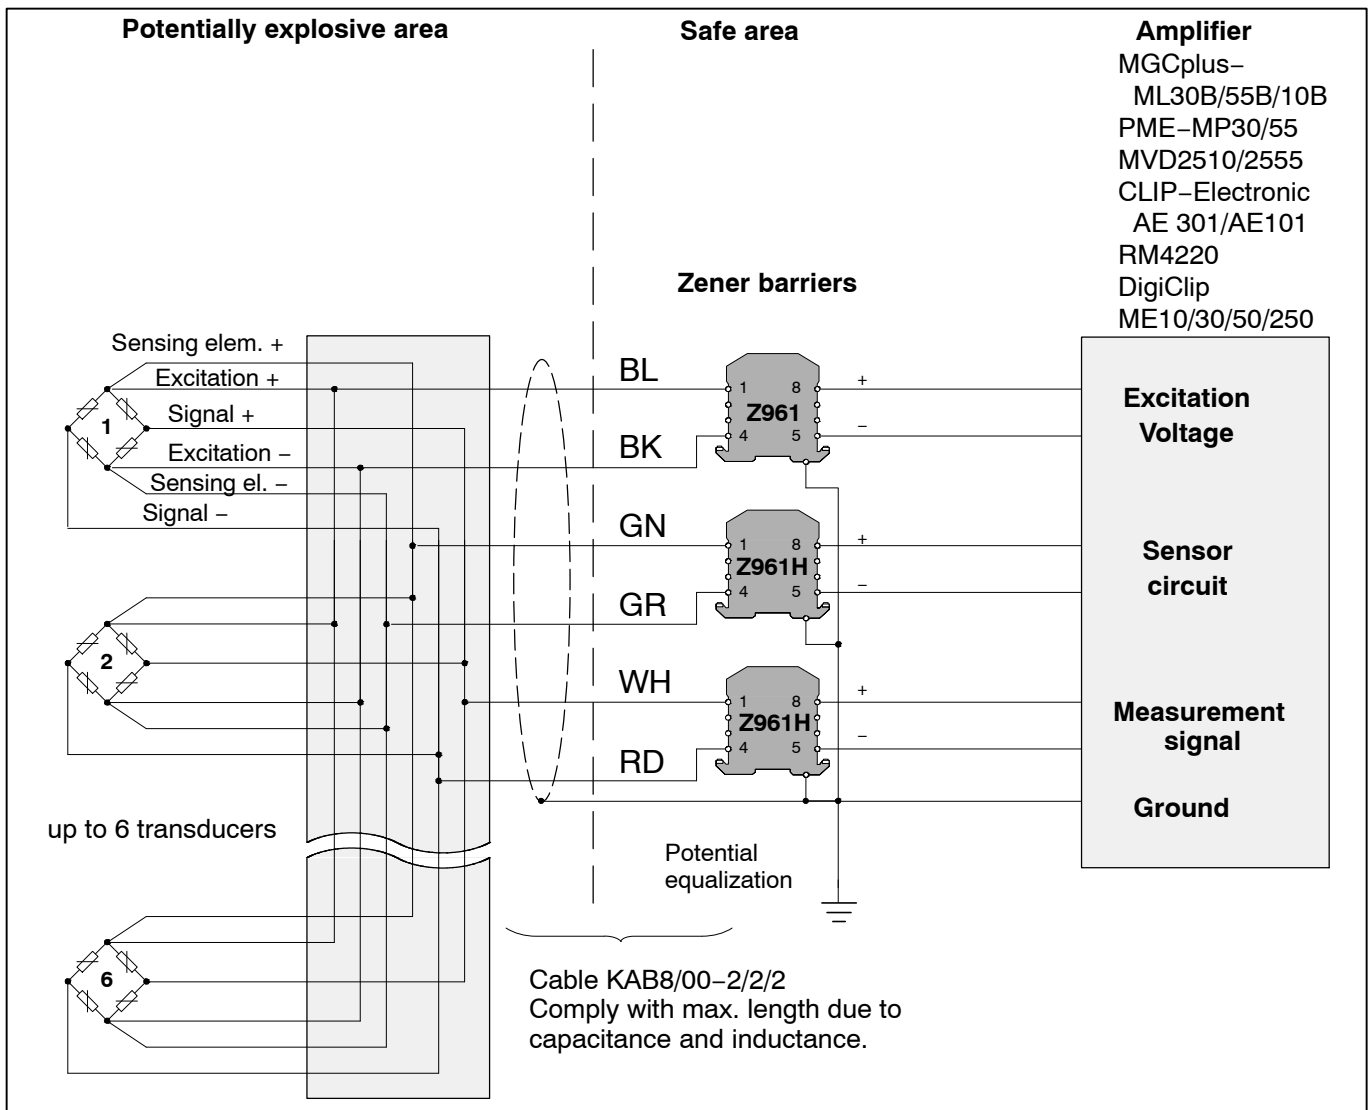 Potentially explosive area
Safe area
Amplifier
MGCplus−
ML30B/55B/10B
PME−MP30/55
MVD2510/2555
CLIP−Electronic
AE 301/AE101
RM4220
DigiClip
ME10/30/50/250
Zener barriers
Sensing elem. +
Excitation +
Signal +
Excitation −
Sensing el. −
Signal −
1
BL
BK
1 8
Z961
4 5
+
−
Excitation
Voltage
GN
GR
1 8
Z961H
4 5
+
−
Sensor
circuit
2
WH
RD
1 8
Z961H
4 5
+
−
Measurement
signal
Ground
up to 6 transducers
Potential
equalization
6
Cable KAB8/00−2/2/2
Comply with max. length due to
capacitance and inductance.